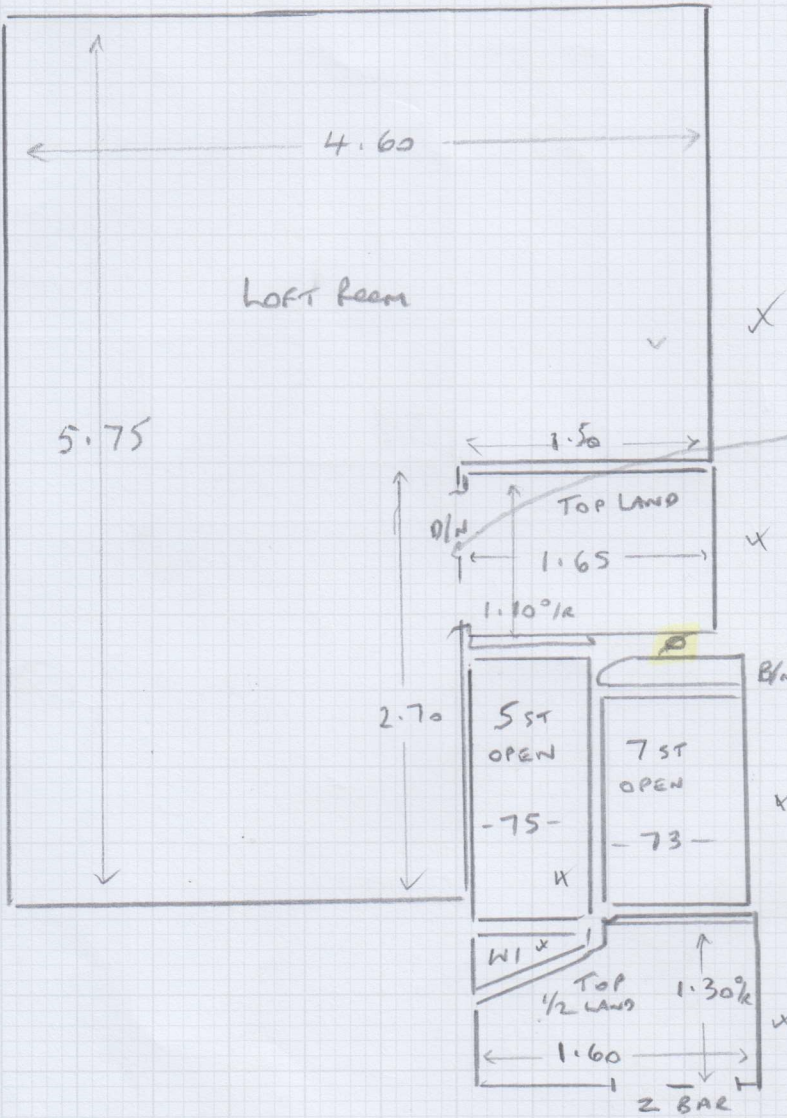 4.60
LOFT ROOM
5.75
1.50
TOP LAND
D/N
1.65
1.10 O/R
2.70
5 ST
OPEN
-75-
B/N
7 ST
OPEN
-73-
W1
TOP
1/2 LAND
1.30 O/R
1.60
2 BAR